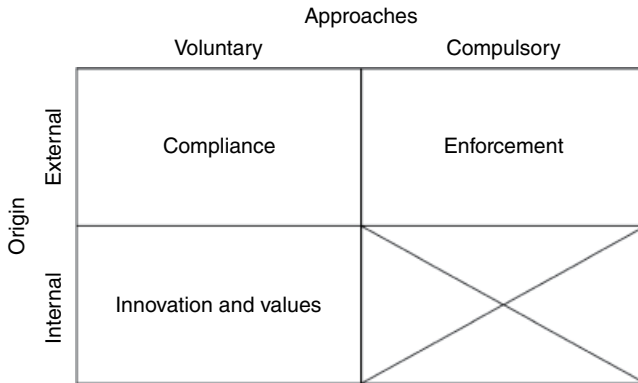 Approaches
Voluntary
Compulsory
External
Compliance
Enforcement
Origin
Internal
Innovation and values